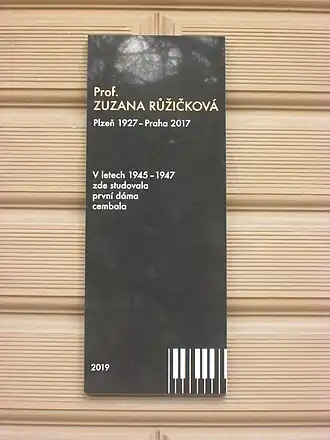 Prof.
ZUZANA RŮŽIČKOVÁ
Plzeň 1927 – Praha 2017
V letech 1945 – 1947
zde studovala
první dáma
cembala
2019